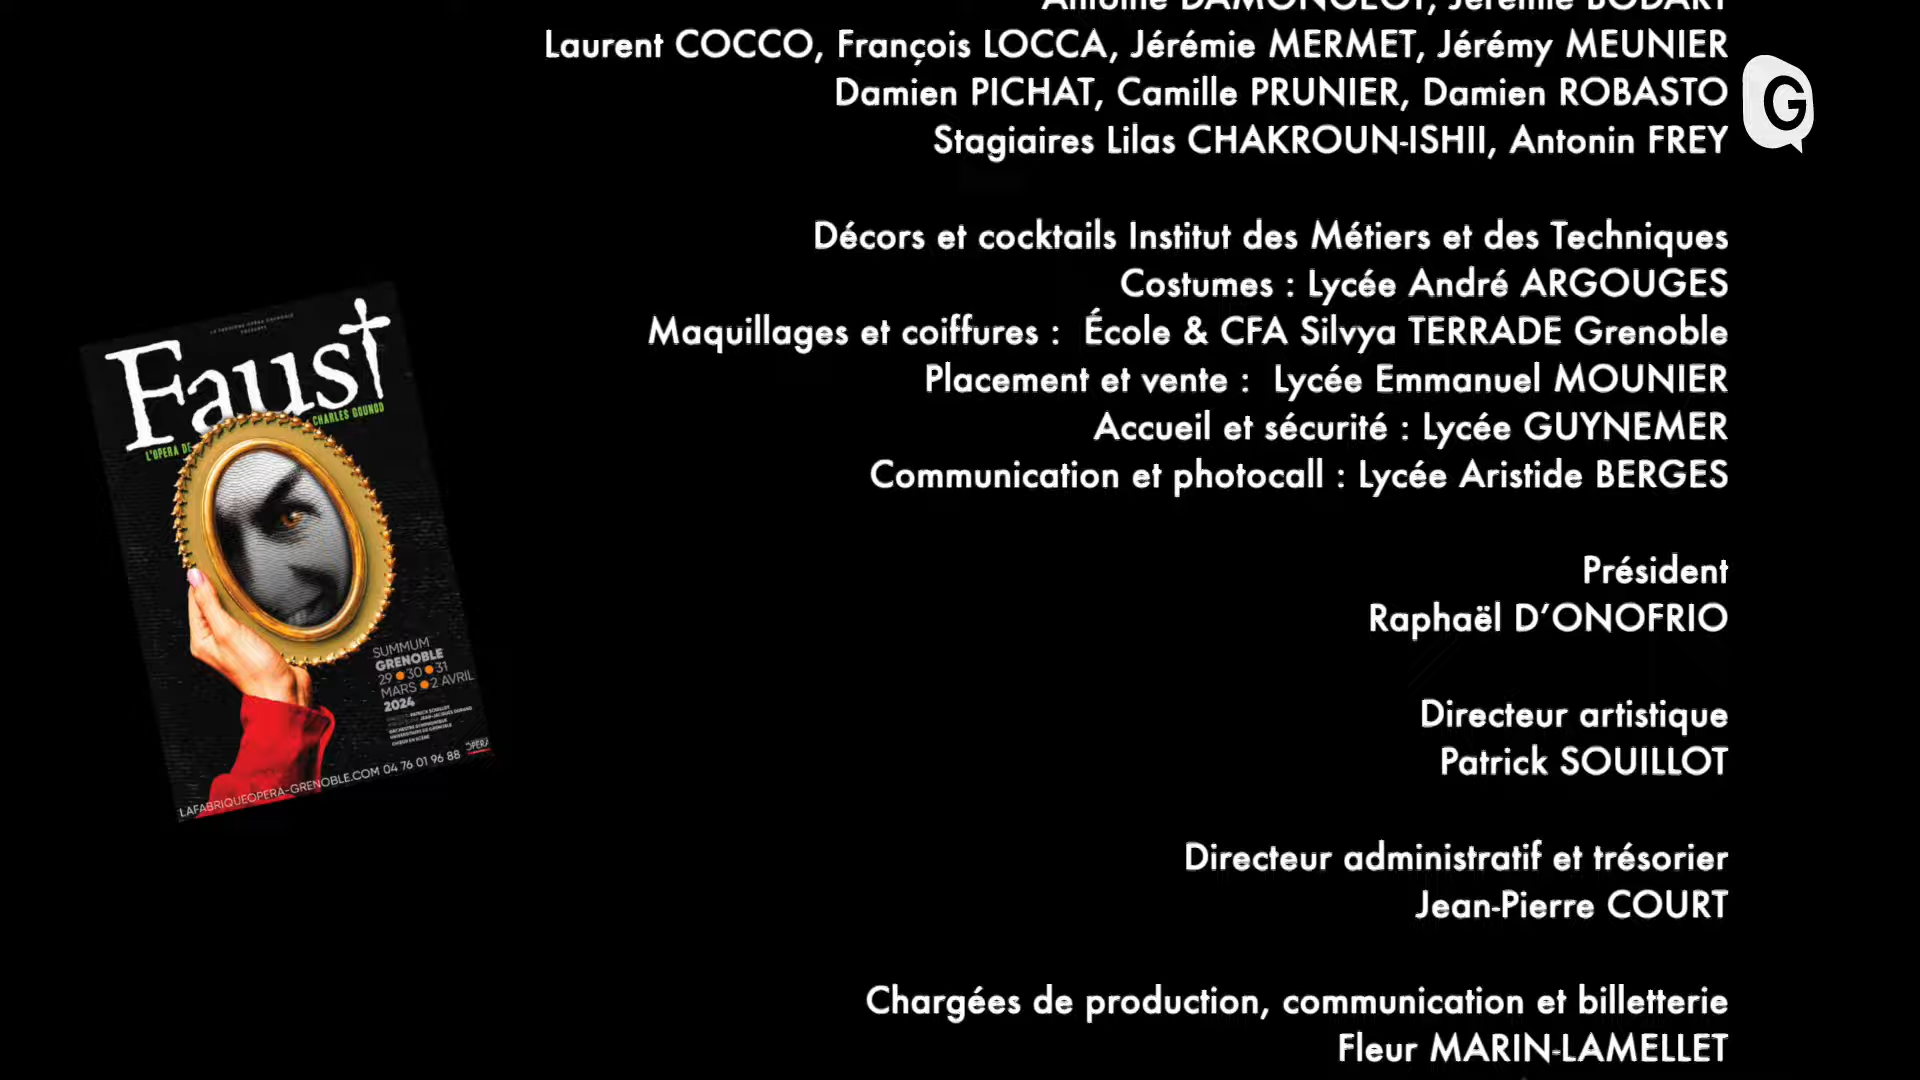 Antoine DAMONGEOT, Jérémie BODART
Laurent COCCO, François LOCCA, Jérémie MERMET, Jérémy MEUNIER
Damien PICHAT, Camille PRUNIER, Damien ROBASTO
Stagiaires Lilas CHAKROUN-ISHII, Antonin FREY
G
Décors et cocktails Institut des Métiers et des Techniques
Costumes : Lycée André ARGOUGES
Maquillages et coiffures : École & CFA Silvya TERRADE Grenoble
Placement et vente : Lycée Emmanuel MOUNIER
Accueil et sécurité : Lycée GUYNEMER
Communication et photocall : Lycée Aristide BERGES
Président
Raphaël D’ONOFRIO
Directeur artistique
Patrick SOUILLOT
Directeur administratif et trésorier
Jean-Pierre COURT
Chargées de production, communication et billetterie
Fleur MARIN-LAMELLET
Faust
L'OPERA DE CHARLES GOUNOD
SUMMUM
GRENOBLE
29 • 30 • 31
MARS • 2 AVRIL
2024
LAFABRIQUEOPERA-GRENOBLE.COM 04 76 01 96 88
OPERA